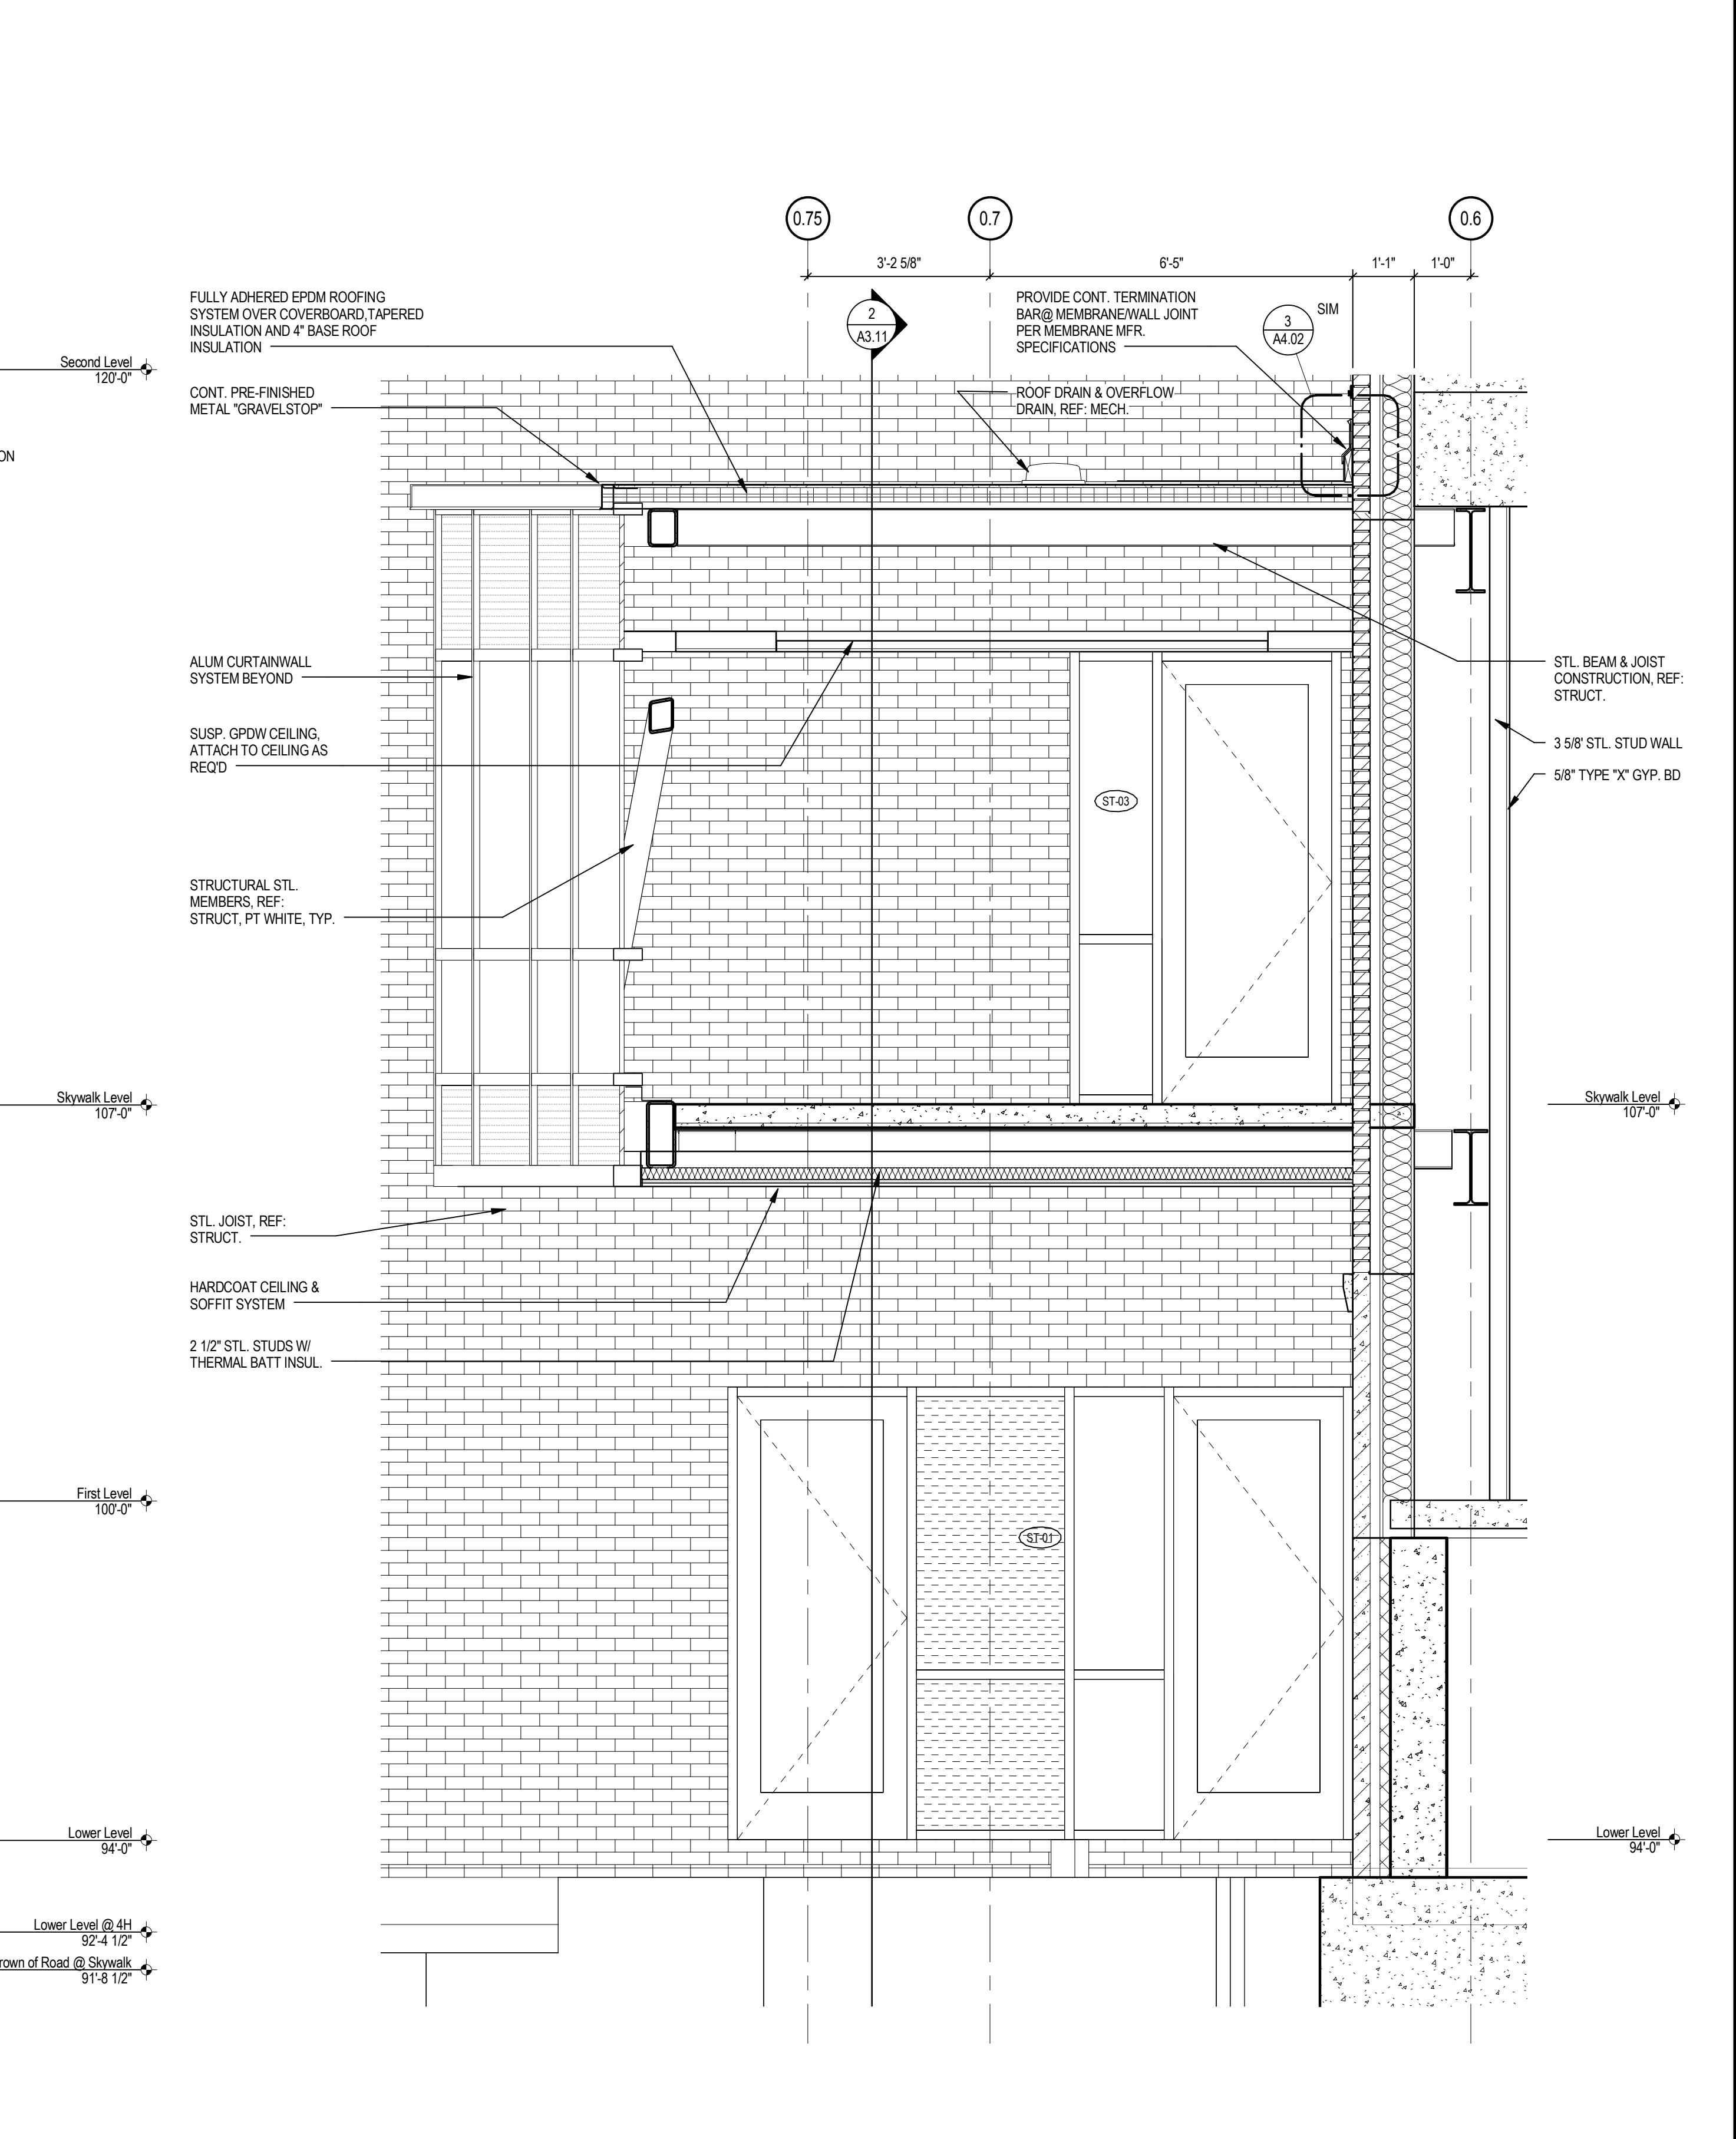 0.75
0.7
0.6
3'-2 5/8"
6'-5"
1'-1"
1'-0"
FULLY ADHERED EPDM ROOFING
SYSTEM OVER COVERBOARD,TAPERED
INSULATION AND 4" BASE ROOF
INSULATION
2
A3.11
PROVIDE CONT. TERMINATION
BAR@ MEMBRANE/WALL JOINT
PER MEMBRANE MFR.
SPECIFICATIONS
3
A4.02
SIM
Second Level
120'-0"
CONT. PRE-FINISHED
METAL "GRAVELSTOP"
ROOF DRAIN & OVERFLOW
DRAIN, REF: MECH.
ON
ALUM CURTAINWALL
SYSTEM BEYOND
STL. BEAM & JOIST
CONSTRUCTION, REF:
STRUCT.
SUSP. GPDW CEILING,
ATTACH TO CEILING AS
REQ'D
3 5/8' STL. STUD WALL
5/8" TYPE "X" GYP. BD
ST-03
STRUCTURAL STL.
MEMBERS, REF:
STRUCT, PT WHITE, TYP.
Skywalk Level
107'-0"
Skywalk Level
107'-0"
STL. JOIST, REF:
STRUCT.
HARDCOAT CEILING &
SOFFIT SYSTEM
2 1/2" STL. STUDS W/
THERMAL BATT INSUL.
First Level
100'-0"
ST-01
Lower Level
94'-0"
Lower Level
94'-0"
Lower Level @ 4H
92'-4 1/2"
rown of Road @ Skywalk
91'-8 1/2"